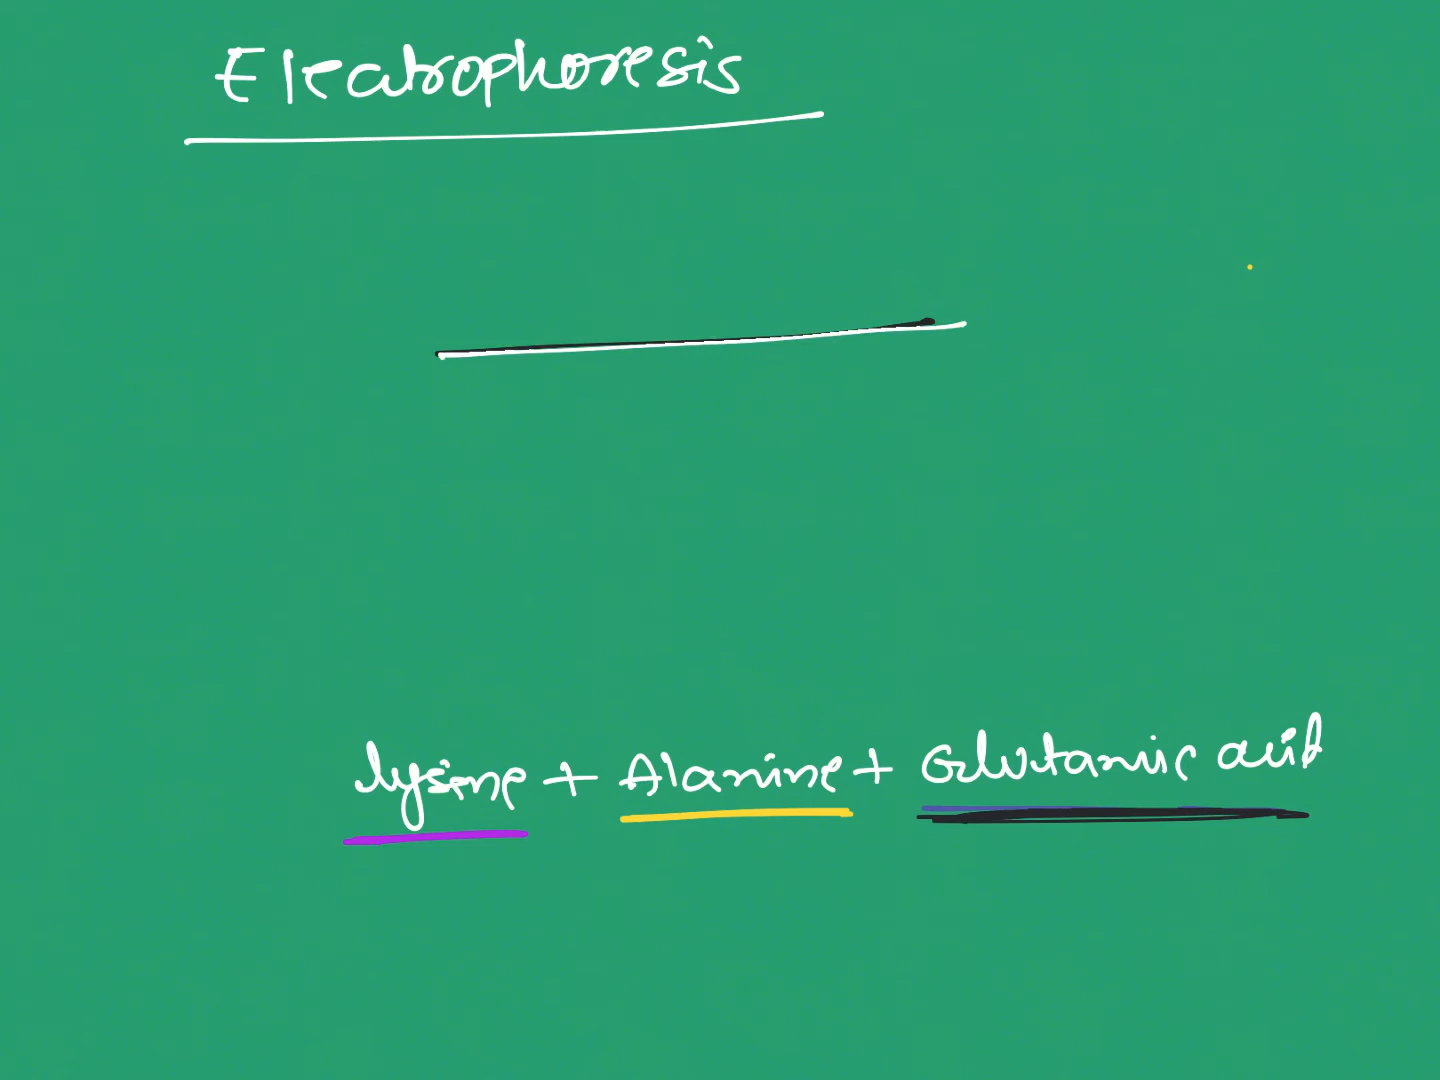 Electrophoresis
lysine + Alanine + Glutamic acid